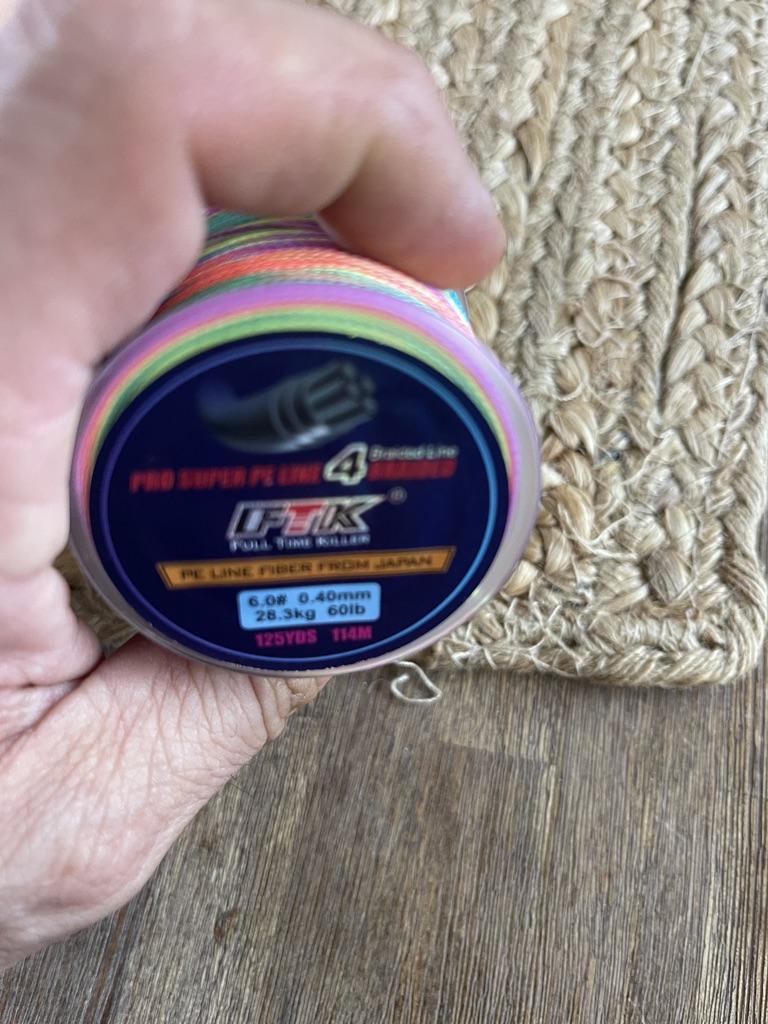 Braided Line
PRO SUPER PE LINE 4 BRAIDED
FTK ®
FULL TIME KILLER
PE LINE FIBER FROM JAPAN
6.0# 0.40mm
28.3kg 60lb
125YDS 114M